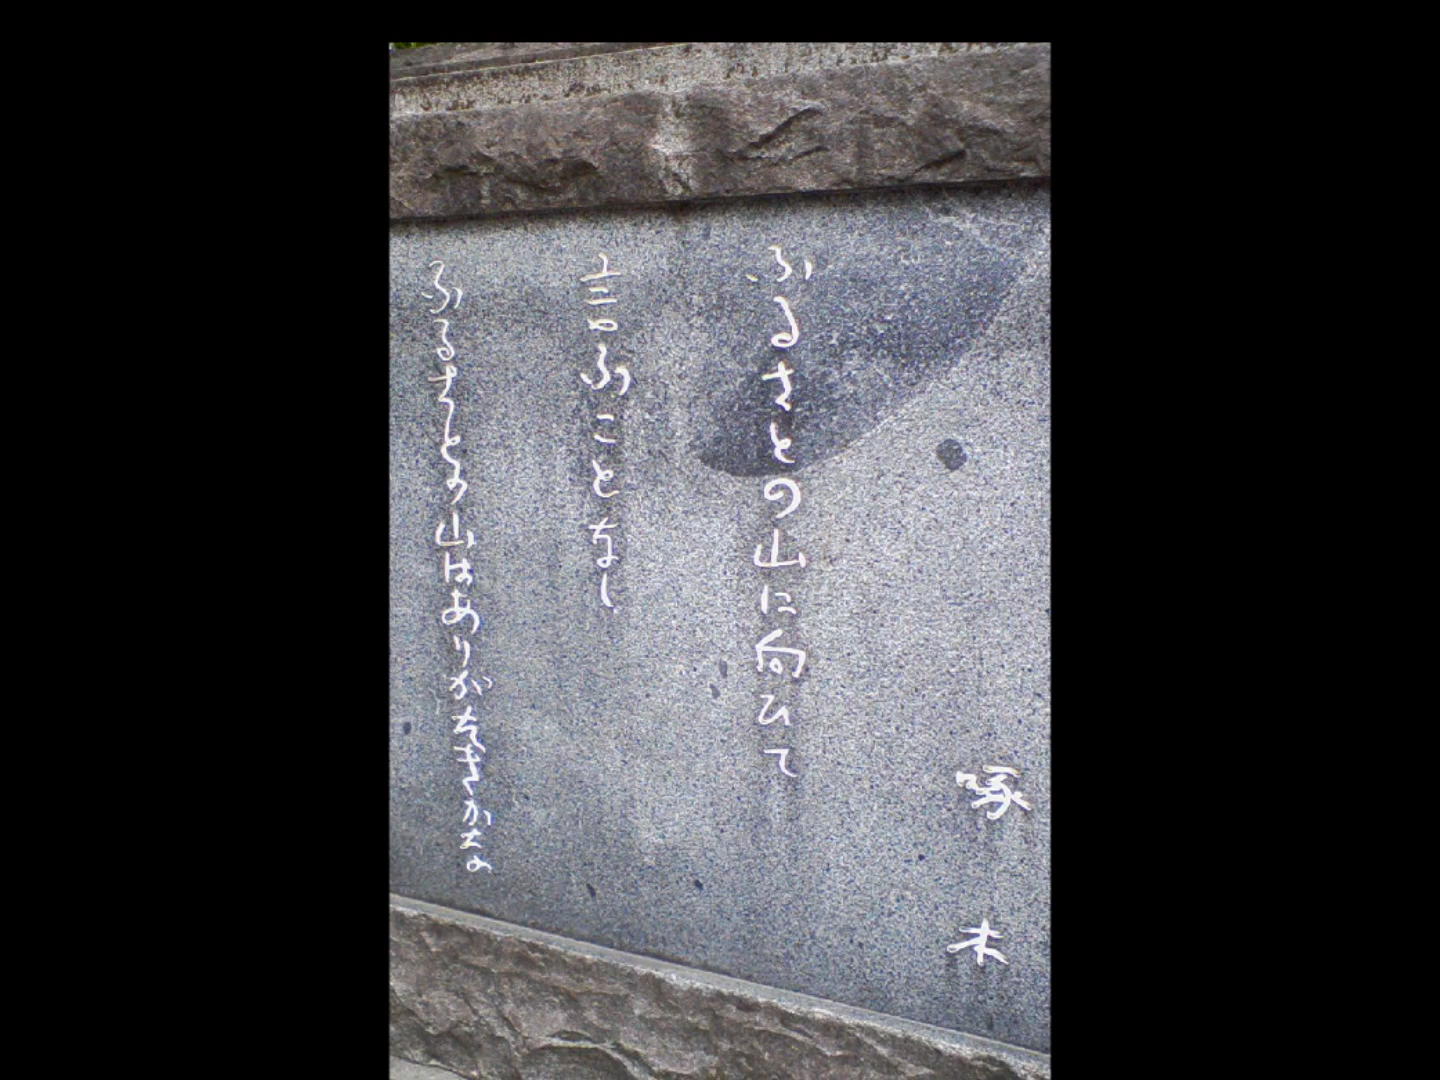 啄木
ふるさとの山に向ひて
言ふことなし
ふるさとの山はありがたきかな